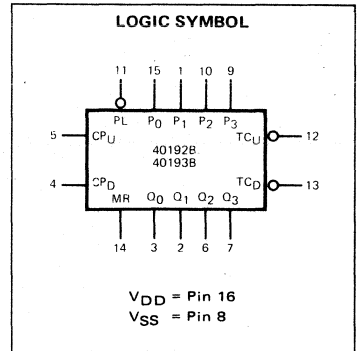 LOGIC SYMBOL
11 15 1 10 9
PL P0 P1 P2 P3
5 CPU TCU 12
40192B
40193B
4 CPD TCD 13
MR Q0 Q1 Q2 Q3
14 3 2 6 7
VDD = Pin 16
VSS = Pin 8